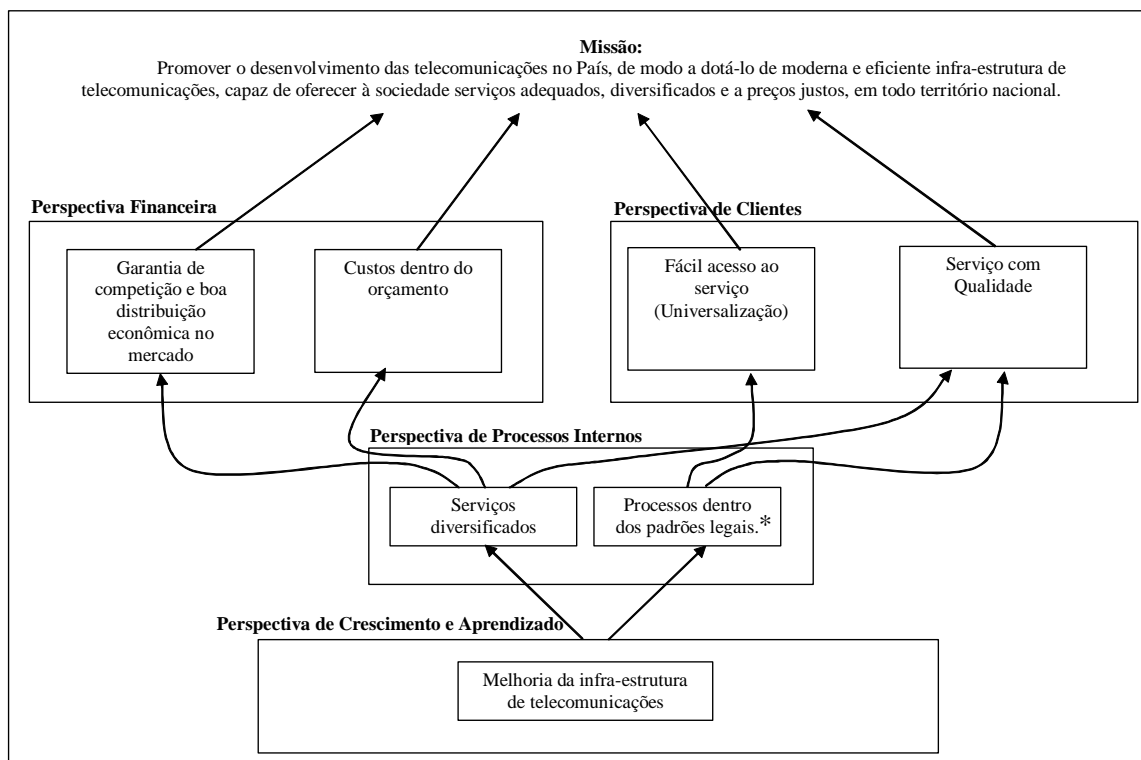 Missão:
Promover o desenvolvimento das telecomunicações no País, de modo a dotá-lo de moderna e eficiente infra-estrutura de
telecomunicações, capaz de oferecer à sociedade serviços adequados, diversificados e a preços justos, em todo território nacional.
Perspectiva Financeira
Garantia de
competição e boa
distribuição
econômica no
mercado
Custos dentro do
orçamento
Perspectiva de Clientes
Fácil acesso ao
serviço
(Universalização)
Serviço com
Qualidade
Perspectiva de Processos Internos
Serviços
diversificados
Processos dentro
dos padrões legais.*
Perspectiva de Crescimento e Aprendizado
Melhoria da infra-estrutura
de telecomunicações